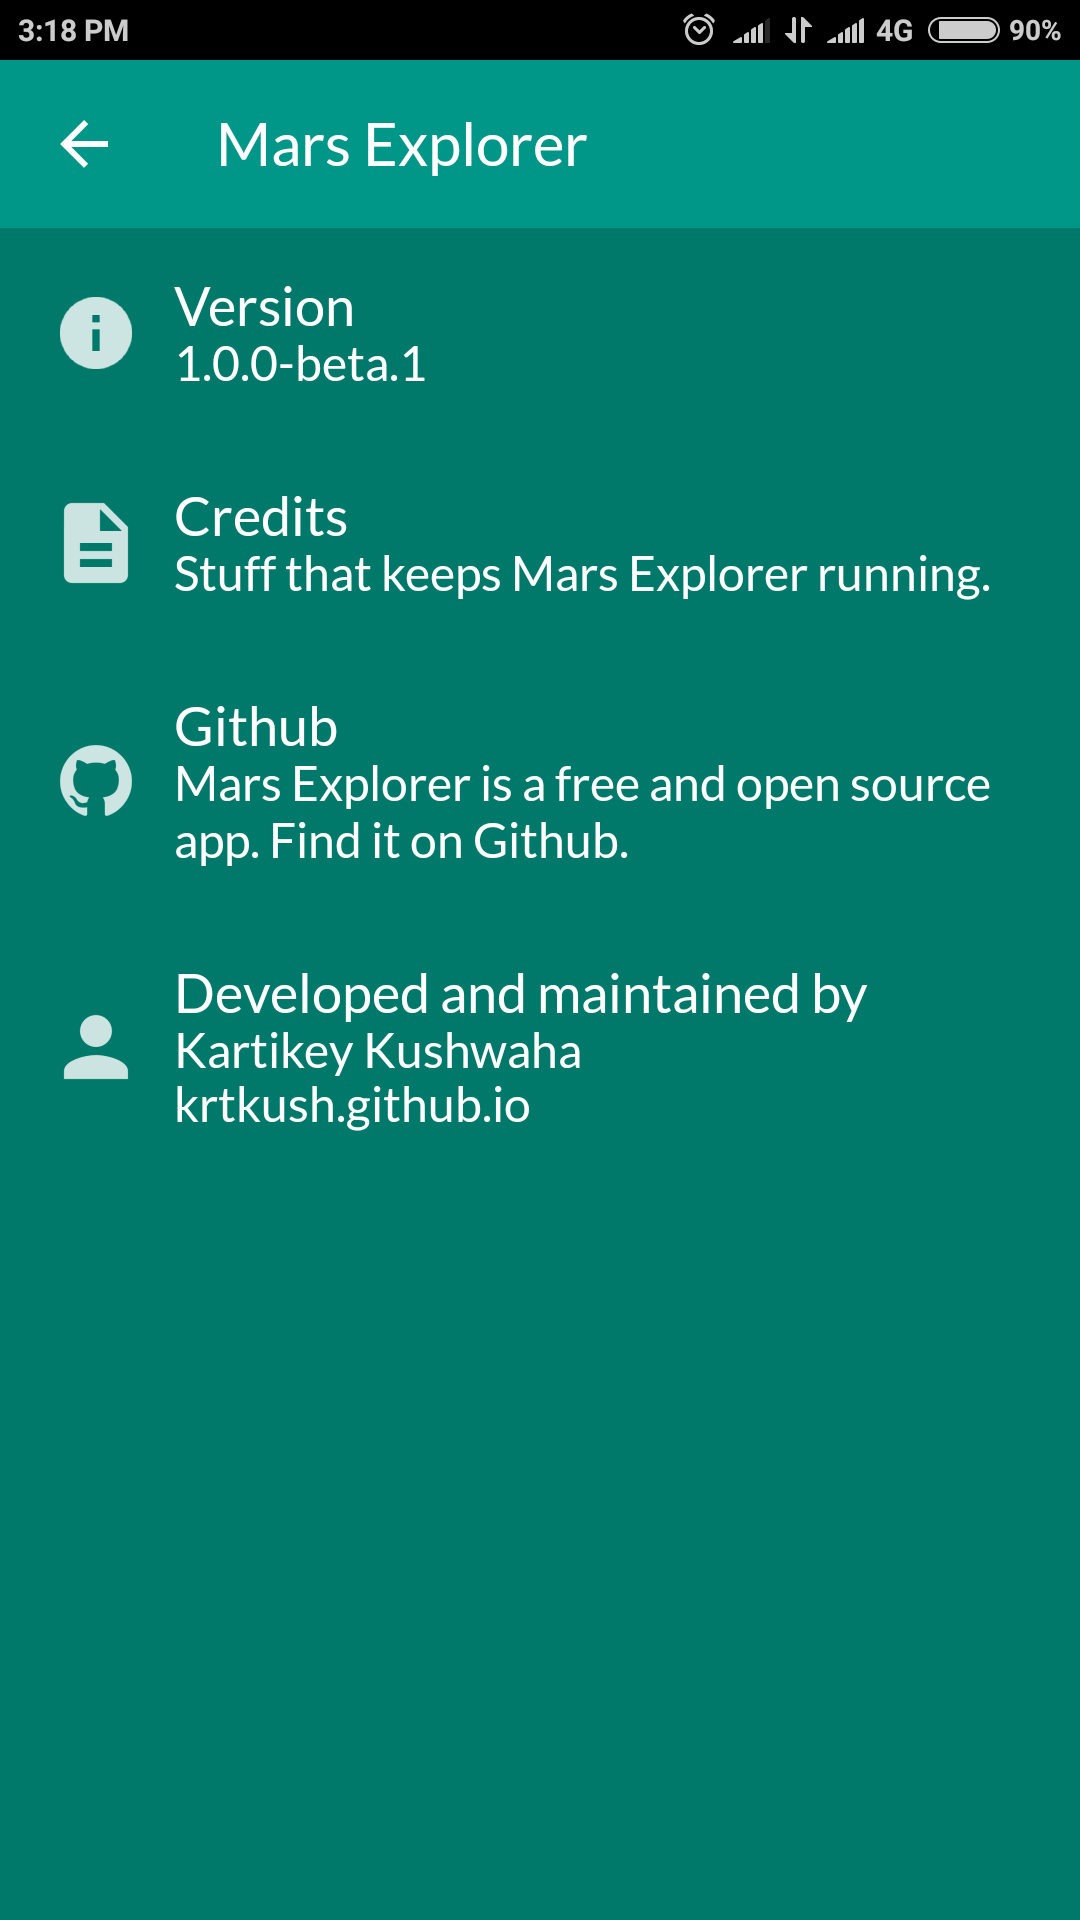 3:18 PM 4G 90%
Mars Explorer
Version
1.0.0-beta.1
Credits
Stuff that keeps Mars Explorer running.
Github
Mars Explorer is a free and open source
app. Find it on Github.
Developed and maintained by
Kartikey Kushwaha
krtkush.github.io